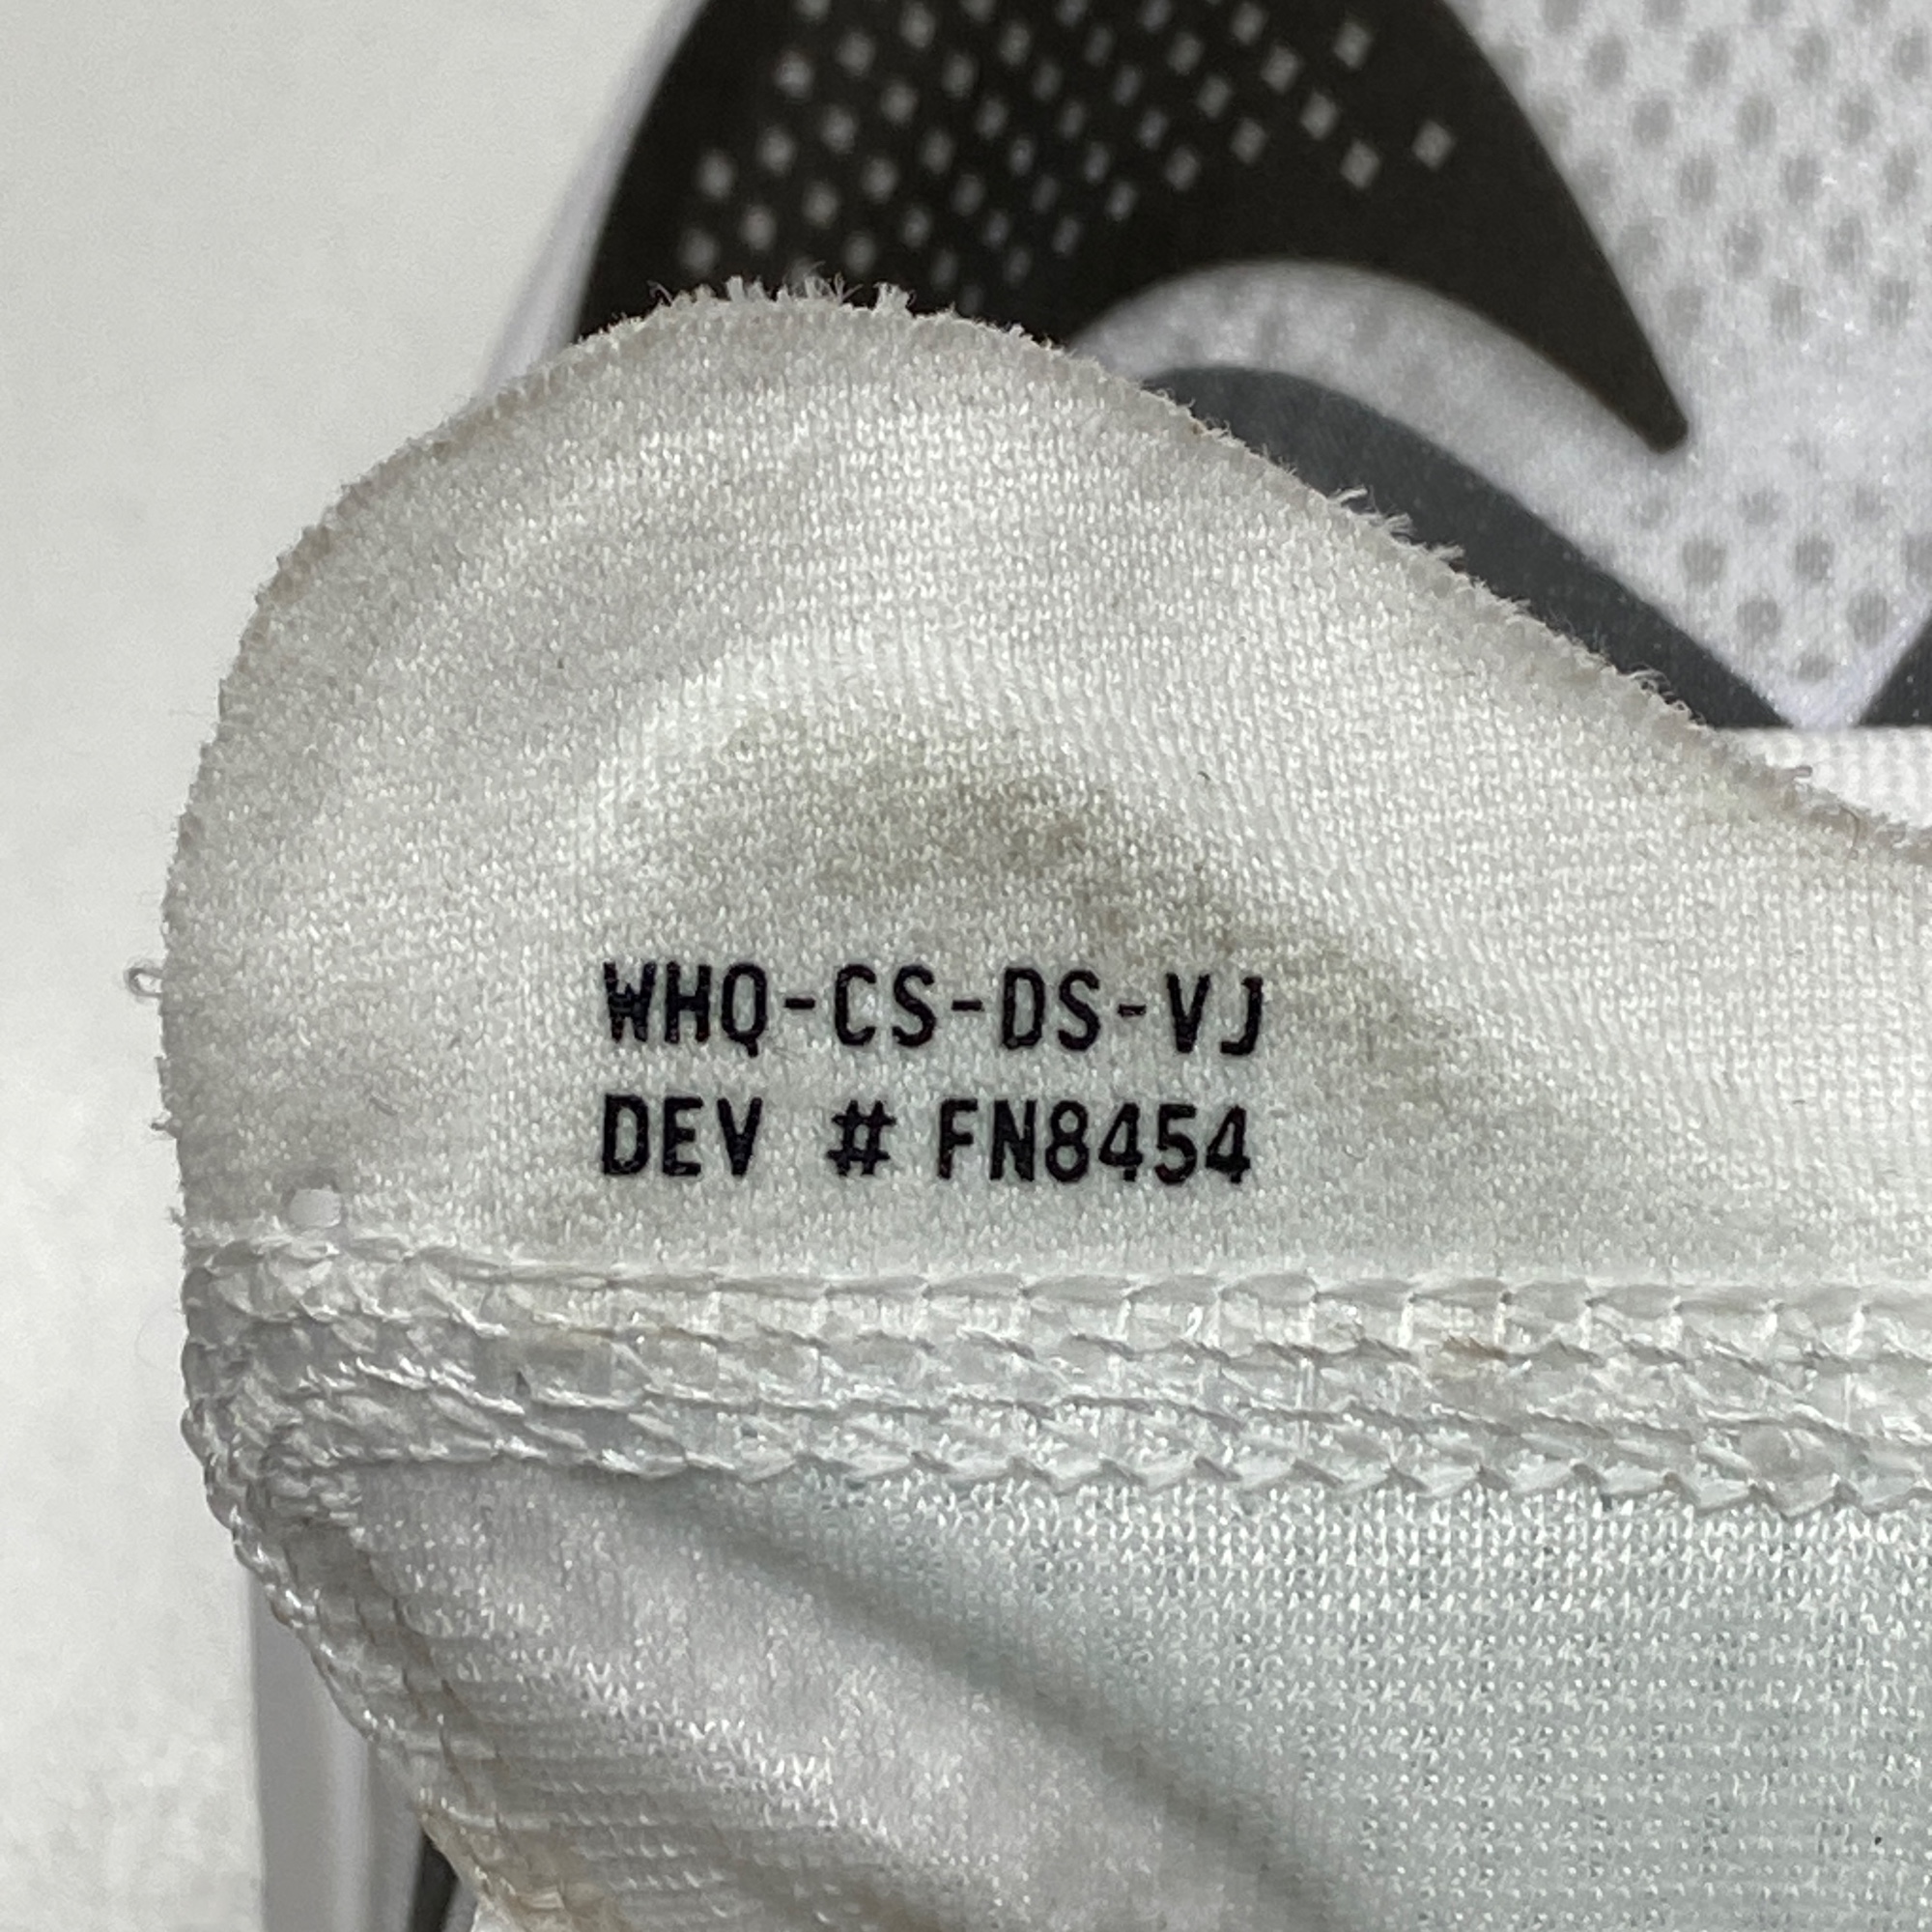 WHQ-CS-DS-VJ
DEV # FN8454